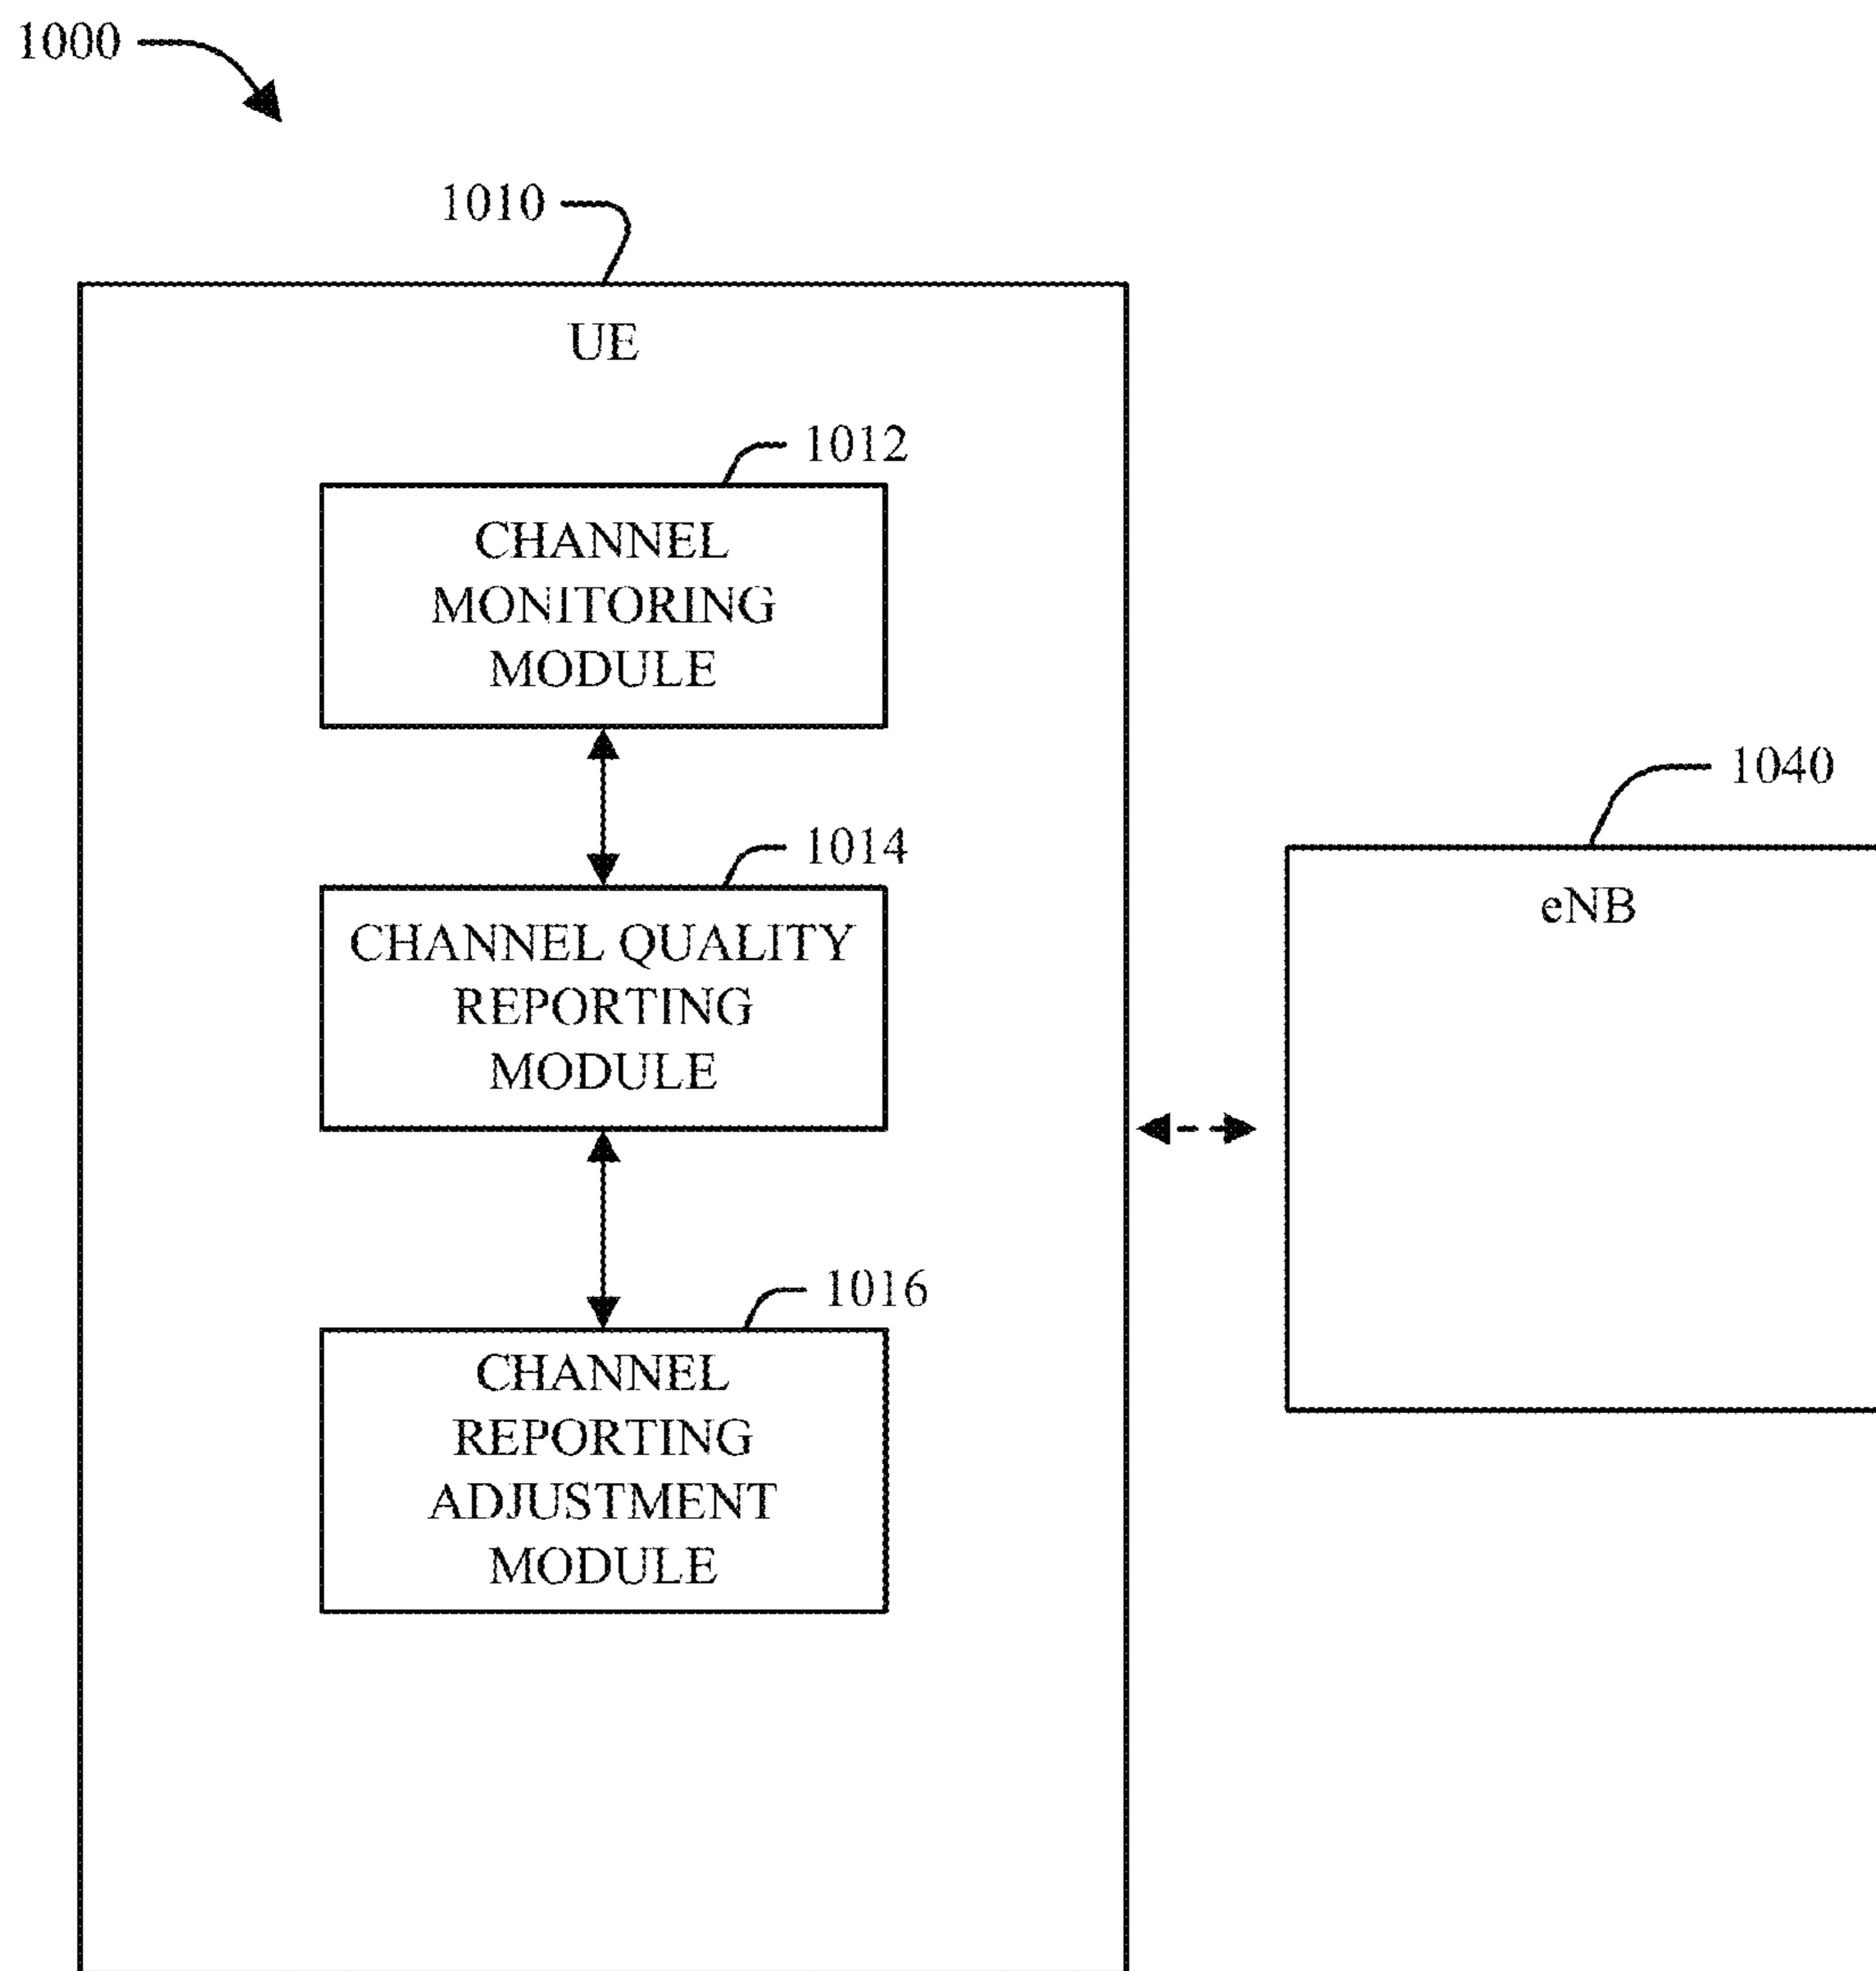 1000
1010
UE
1012
CHANNEL
MONITORING
MODULE
1014
CHANNEL QUALITY
REPORTING
MODULE
1016
CHANNEL
REPORTING
ADJUSTMENT
MODULE
1040
eNB